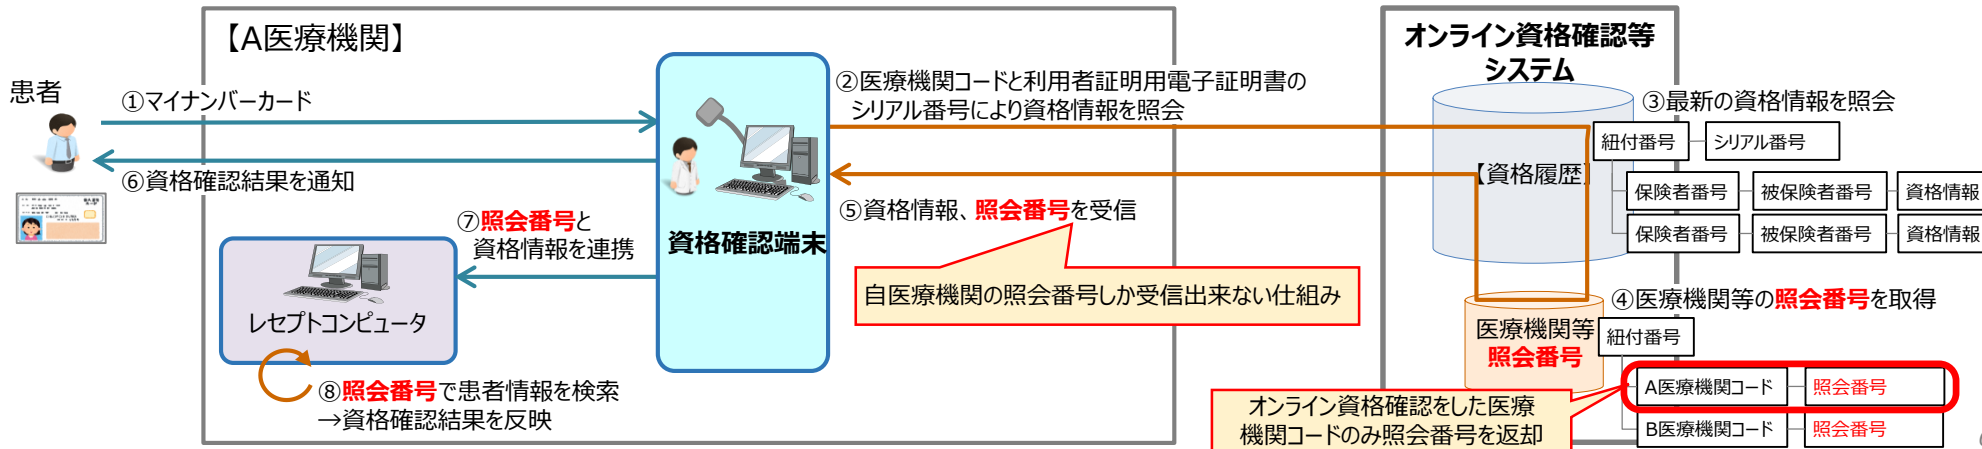 【A医療機関】
患者
①マイナンバーカード
⑥資格確認結果を通知
⑦照会番号と
資格情報を連携
レセプトコンピュータ
⑧照会番号で患者情報を検索
→資格確認結果を反映
資格確認端末
②医療機関コードと利用者証明用電子証明書の
シリアル番号により資格情報を照会
⑤資格情報、照会番号を受信
自医療機関の照会番号しか受信出来ない仕組み
オンライン資格確認等
システム
③最新の資格情報を照会
【資格履歴】
紐付番号
シリアル番号
保険者番号
被保険者番号
資格情報
保険者番号
被保険者番号
資格情報
④医療機関等の照会番号を取得
医療機関等
照会番号
紐付番号
A医療機関コード
照会番号
B医療機関コード
照会番号
オンライン資格確認をした医療
機関コードのみ照会番号を返却